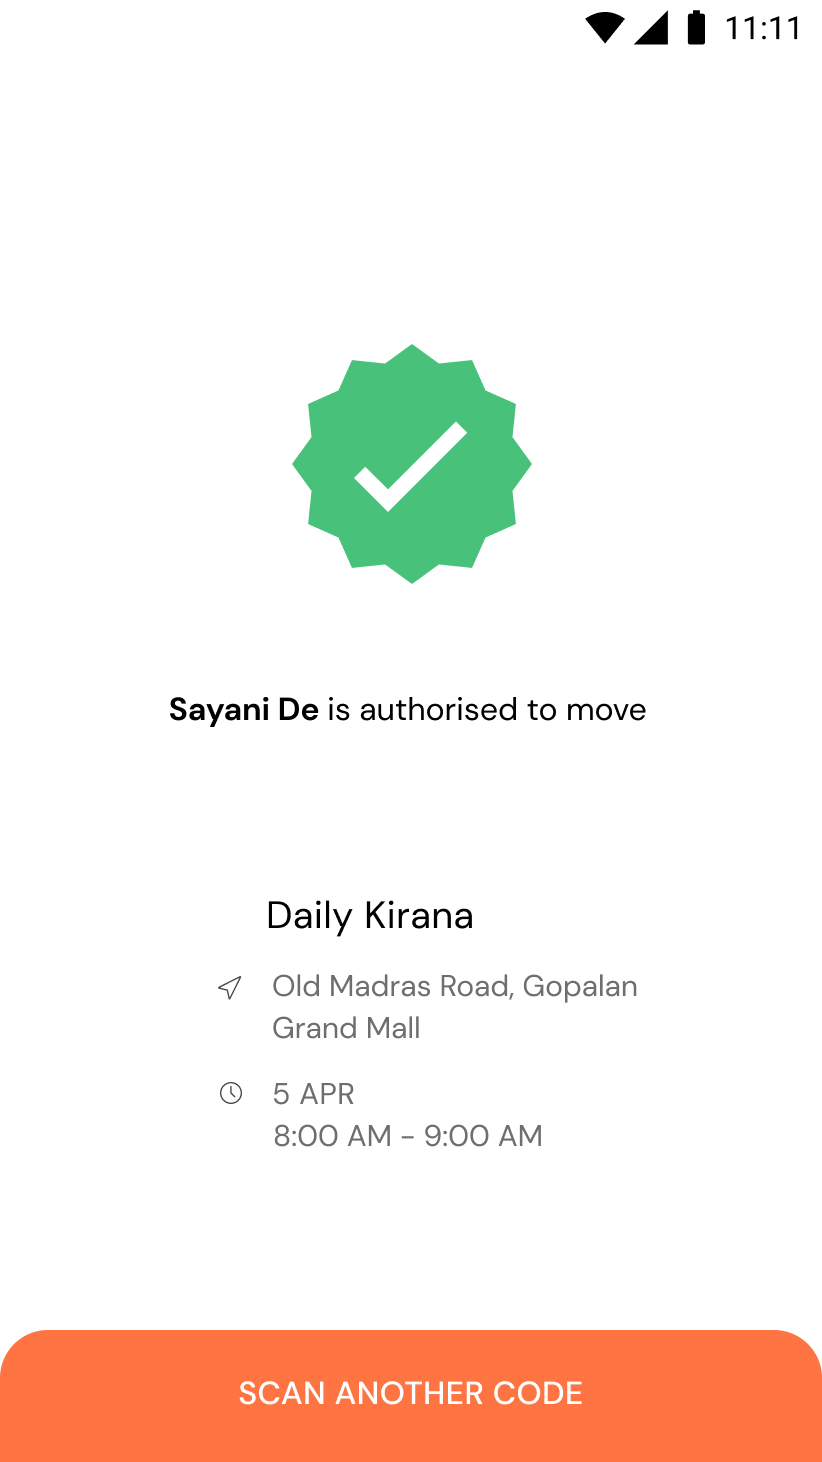 11:11
Sayani De is authorised to move
Daily Kirana
Old Madras Road, Gopalan
Grand Mall
5 APR
8:00 AM - 9:00 AM
SCAN ANOTHER CODE